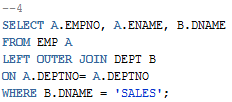 --4
SELECT A.EMPNO, A.ENAME, B.DNAME
FROM EMP A
LEFT OUTER JOIN DEPT B
ON A.DEPTNO= A.DEPTNO
WHERE B.DNAME = 'SALES';